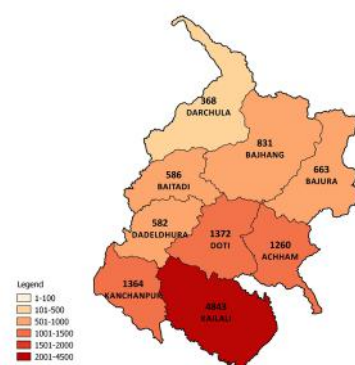 368
DARCHULA
831
BAJHANG
663
BAJURA
586
BAITADI
582
DADELDHURA
1372
DOTI
1260
ACHHAM
1364
KANCHANPUR
4843
KAILALI
Legend
1-100
101-500
501-1000
1001-1500
1501-2000
2001-4500